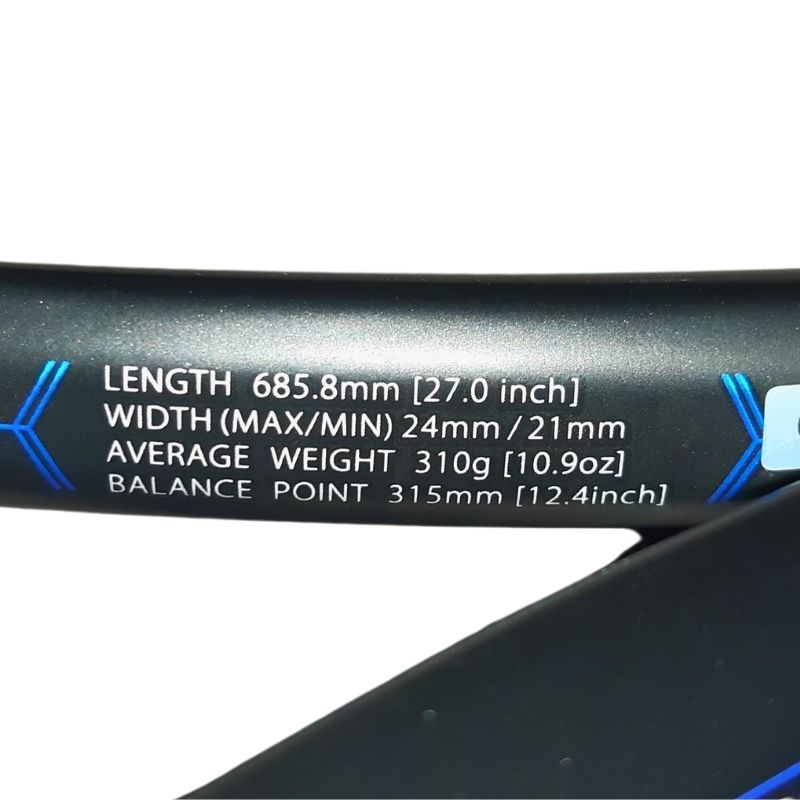 LENGTH 685.8mm [27.0 inch]
WIDTH (MAX/MIN) 24mm / 21mm
AVERAGE WEIGHT 310g [10.9oz]
BALANCE POINT 315mm [12.4inch]